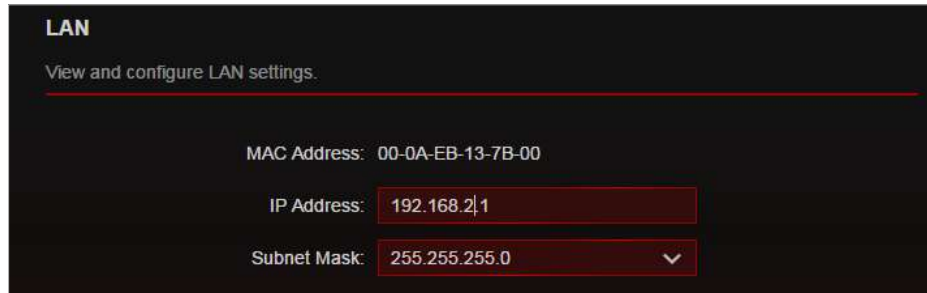 LAN
View and configure LAN settings.
MAC Address: 00-0A-EB-13-7B-00
IP Address: 192.168.2.1
Subnet Mask: 255.255.255.0